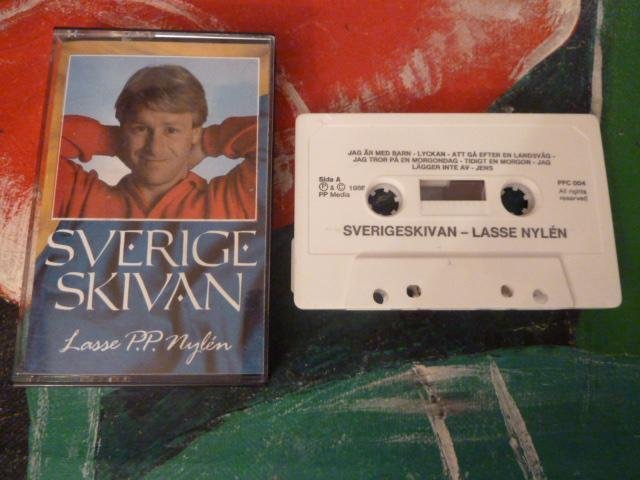 SVERIGE
SKIVAN
Lasse P.P. Nylén
JAG ÄR MED BARN - LYCKAN - ATT GÅ EFTER EN LANDSVÄG -
JAG TROR PÅ EN MORGONDAG - TIDIGT EN MORGON - JAG
LÄGGER INTE AV - JENS
Sida A
Ⓟ & ©
PP Media
PPC 004
All rights
reserved
SVERIGESKIVAN – LASSE NYLÉN